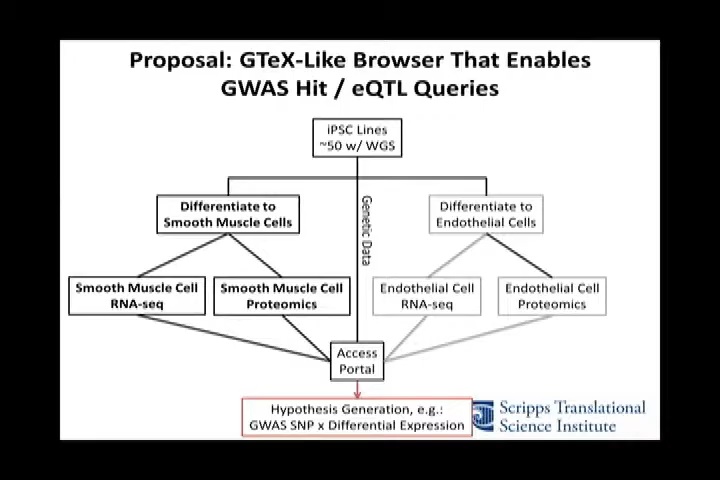 Proposal: GTeX-Like Browser That Enables
GWAS Hit / eQTL Queries
iPSC Lines
~50 w/ WGS
Differentiate to
Smooth Muscle Cells
Genetic Data
Differentiate to
Endothelial Cells
Smooth Muscle Cell
RNA-seq
Smooth Muscle Cell
Proteomics
Endothelial Cell
RNA-seq
Endothelial Cell
Proteomics
Access
Portal
Hypothesis Generation, e.g.:
GWAS SNP x Differential Expression
Scripps Translational
Science Institute